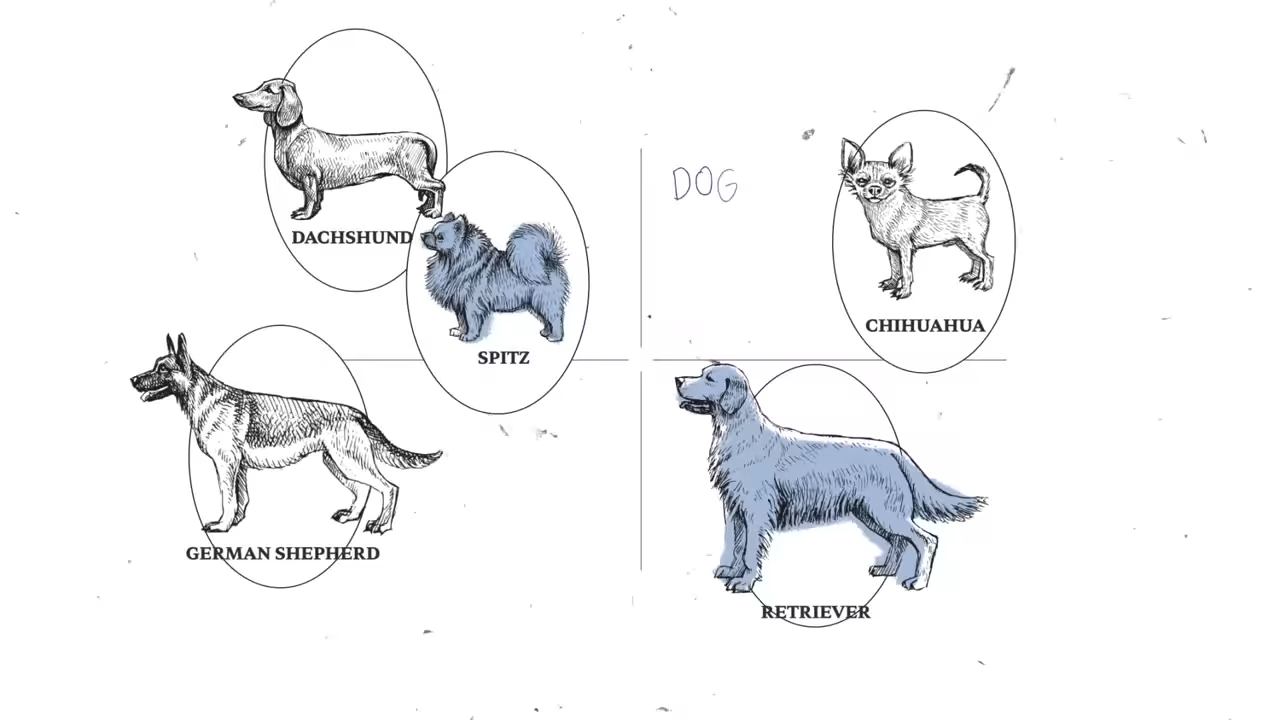 DACHSHUND
DOG
SPITZ
CHIHUAHUA
GERMAN SHEPHERD
RETRIEVER